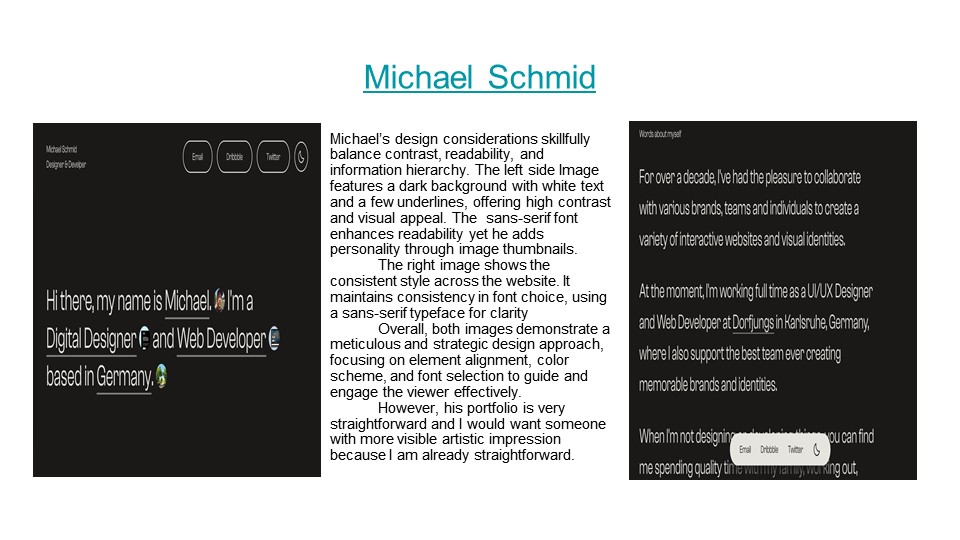 Michael Schmid
Michael Schmid
Designer & Develper
Email
Dribbble
Twitter
Hi there, my name is Michael. I'm a
Digital Designer and Web Developer
based in Germany.
Michael's design considerations skillfully
balance contrast, readability, and
information hierarchy. The left side Image
features a dark background with white text
and a few underlines, offering high contrast
and visual appeal. The sans-serif font
enhances readability yet he adds
personality through image thumbnails.
The right image shows the
consistent style across the website. It
maintains consistency in font choice, using
a sans-serif typeface for clarity
Overall, both images demonstrate a
meticulous and strategic design approach,
focusing on element alignment, color
scheme, and font selection to guide and
engage the viewer effectively.
However, his portfolio is very
straightforward and I would want someone
with more visible artistic impression
because I am already straightforward.
Words about myself
For over a decade, I've had the pleasure to collaborate
with various brands, teams and individuals to create a
variety of interactive websites and visual identities.
At the moment, I'm working full time as a UI/UX Designer
and Web Developer at Dorfjungs in Karlsruhe, Germany,
where I also support the best team ever creating
memorable brands and identities.
When I'm not designing and developing things, you can find
me spending quality time with my family, working out,
Email
Dribbble
Twitter